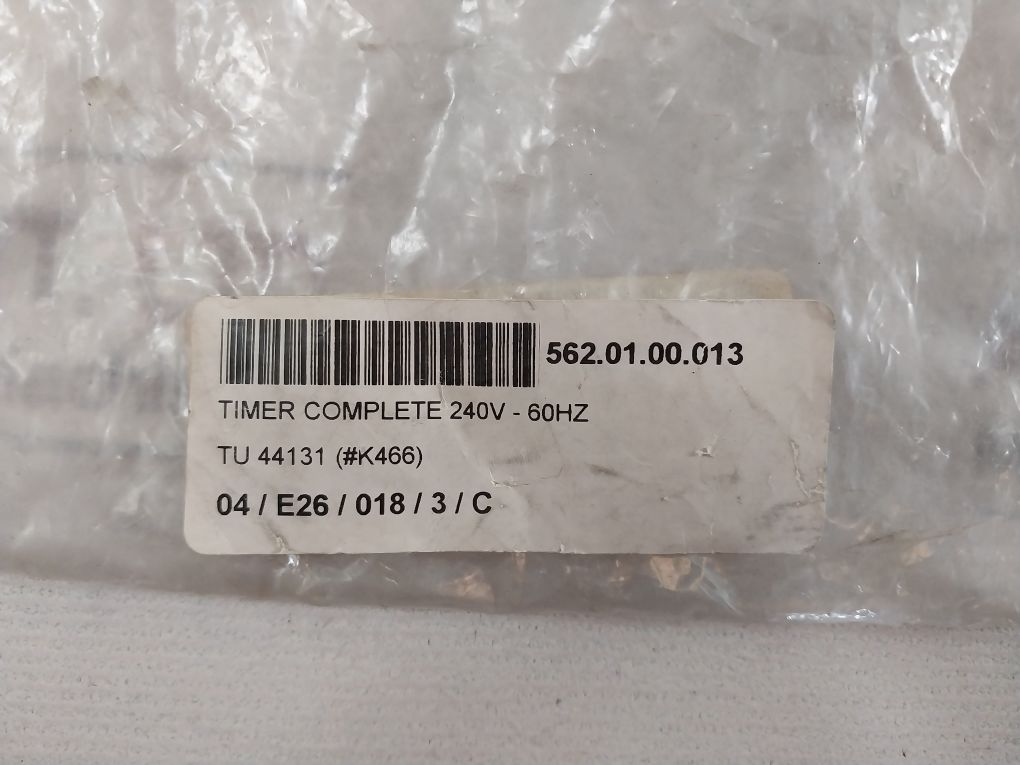 562.01.00.013
TIMER COMPLETE 240V - 60HZ
TU 44131 (#K466)
04 / E26 / 018 / 3 / C